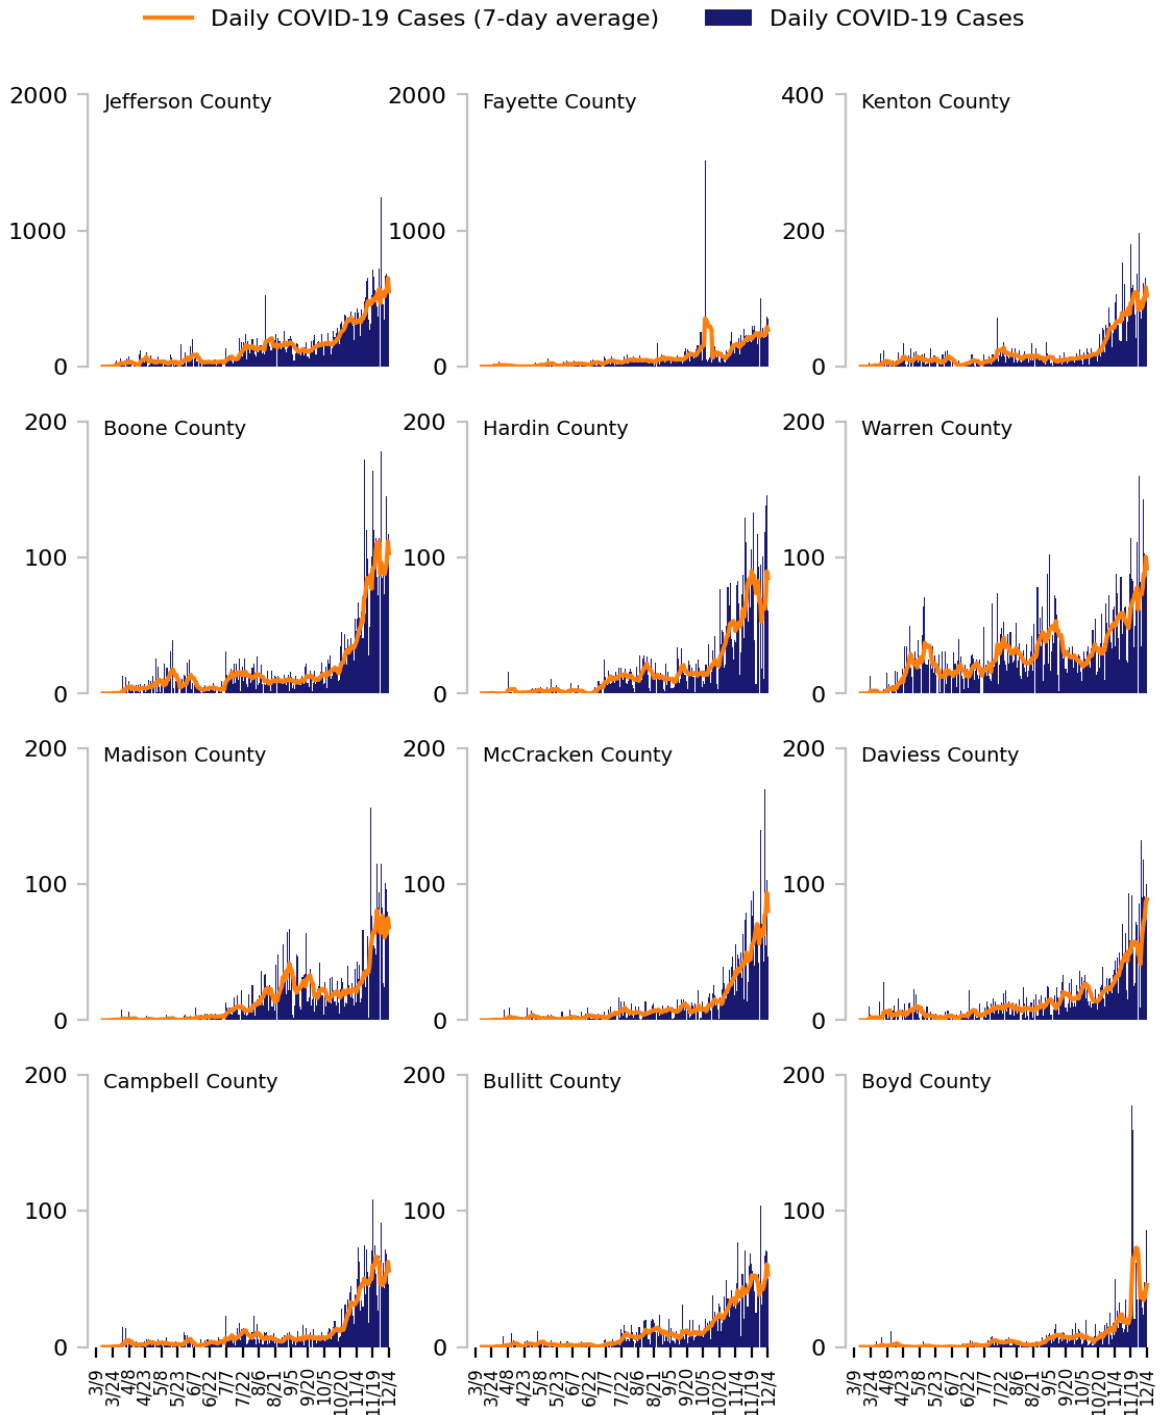 Daily COVID-19 Cases (7-day average) Daily COVID-19 Cases
2000 Jefferson County 2000 Fayette County 400 Kenton County
1000 1000 200
0 0 0
200 Boone County 200 Hardin County 200 Warren County
100 100 100
0 0 0
200 Madison County 200 McCracken County 200 Daviess County
100 100 100
0 0 0
200 Campbell County 200 Bullitt County 200 Boyd County
100 100 100
0 0 0
3/9 3/24 4/8 4/23 5/8 5/23 6/7 6/22 7/7 7/22 8/6 8/21 9/5 9/20 10/5 10/20 11/4 11/19 12/4
3/9 3/24 4/8 4/23 5/8 5/23 6/7 6/22 7/7 7/22 8/6 8/21 9/5 9/20 10/5 10/20 11/4 11/19 12/4
3/9 3/24 4/8 4/23 5/8 5/23 6/7 6/22 7/7 7/22 8/6 8/21 9/5 9/20 10/5 10/20 11/4 11/19 12/4